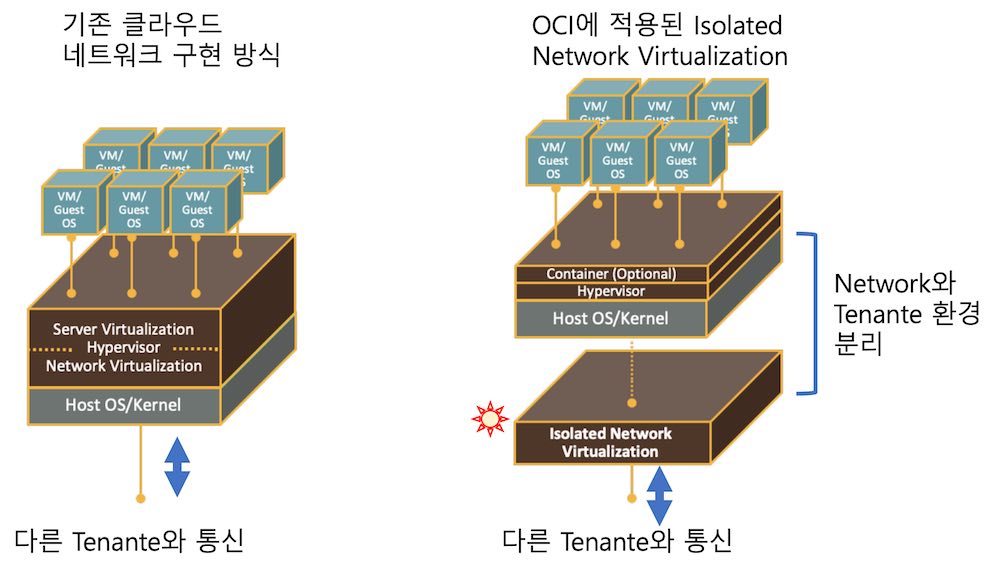 기존 클라우드
네트워크 구현 방식
VM/
Guest
VM/
Guest
VM/
Guest
VM/
Guest
OS
VM/
Guest
OS
VM/
Guest
OS
Server Virtualization
Hypervisor
Network Virtualization
Host OS/Kernel
다른 Tenante와 통신
OCI에 적용된 Isolated
Network Virtualization
VM/
Guest
VM/
Guest
VM/
Guest
VM/
Guest
OS
VM/
Guest
OS
VM/
Guest
OS
Container (Optional)
Hypervisor
Host OS/Kernel
Isolated Network
Virtualization
다른 Tenante와 통신
Network와
Tenante 환경
분리